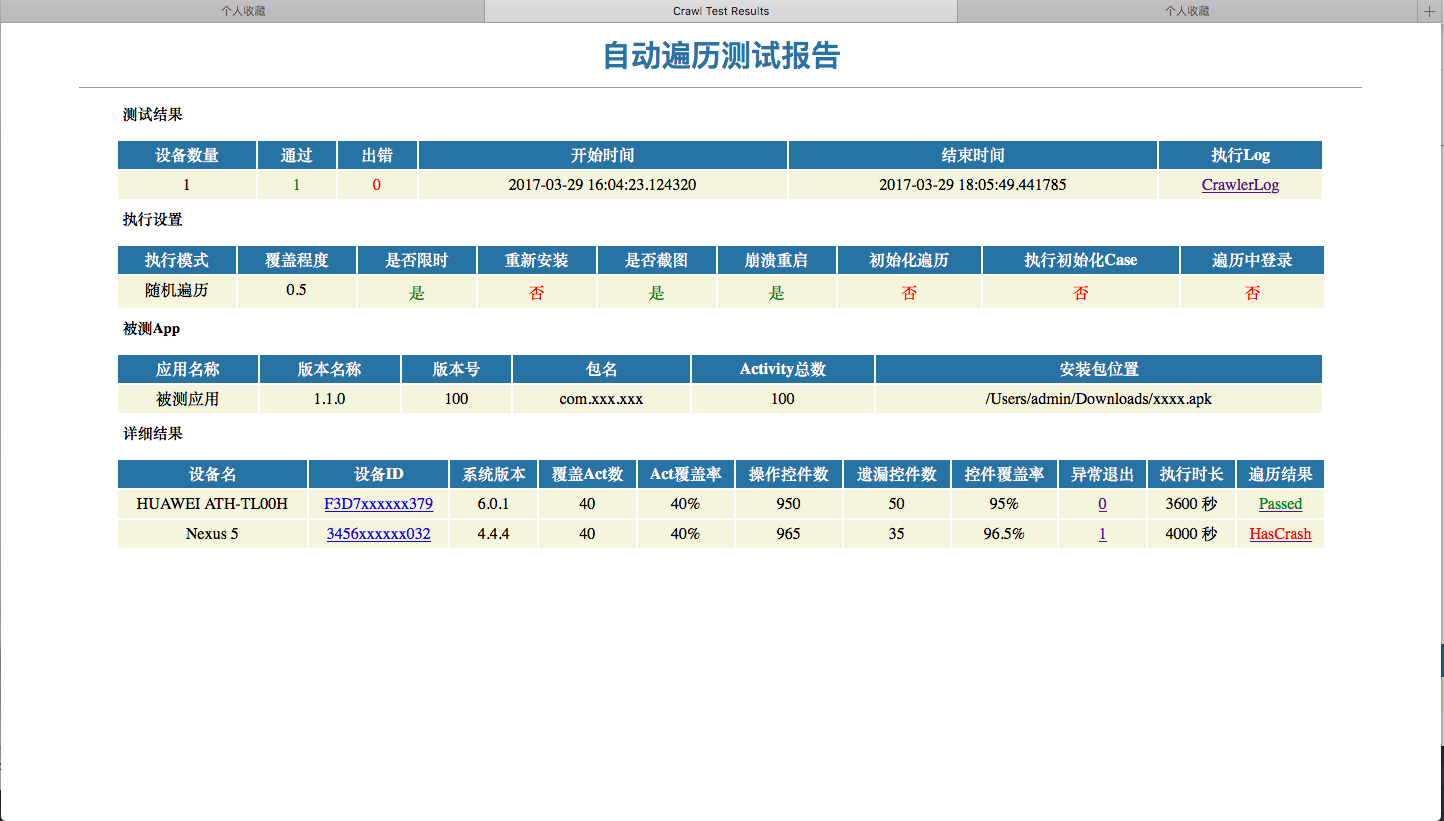 个人收藏 Crawl Test Results 个人收藏
自动遍历测试报告
测试结果
设备数量 通过 出错 开始时间 结束时间 执行Log
1 1 0 2017-03-29 16:04:23.124320 2017-03-29 18:05:49.441785 CrawlerLog
执行设置
执行模式 覆盖程度 是否限时 重新安装 是否截图 崩溃重启 初始化遍历 执行初始化Case 遍历中登录
随机遍历 0.5 是 否 是 是 否 否 否
被测App
应用名称 版本名称 版本号 包名 Activity总数 安装包位置
被测应用 1.1.0 100 com.xxx.xxx 100 /Users/admin/Downloads/xxxx.apk
详细结果
设备名 设备ID 系统版本 覆盖Act数 Act覆盖率 操作控件数 遗漏控件数 控件覆盖率 异常退出 执行时长 遍历结果
HUAWEI ATH-TL00H F3D7xxxxxx379 6.0.1 40 40% 950 50 95% 0 3600 秒 Passed
Nexus 5 3456xxxxxx032 4.4.4 40 40% 965 35 96.5% 1 4000 秒 HasCrash